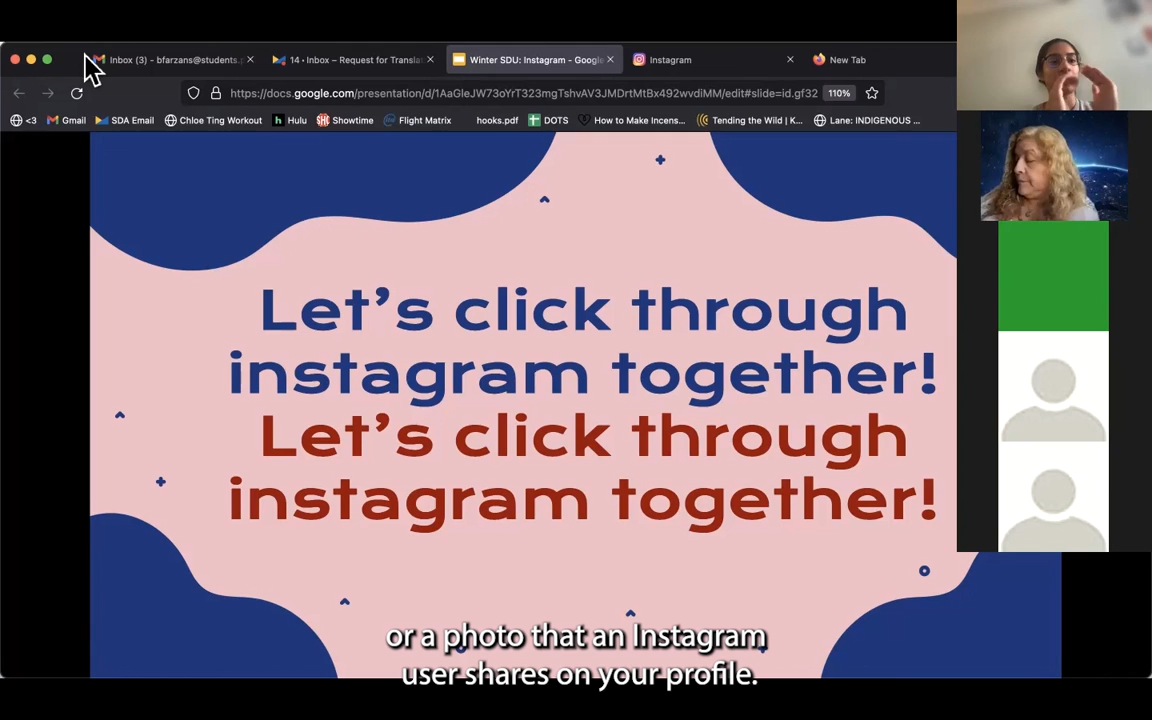 Inbox (3) - bfarzans@students.
14 · Inbox – Request for Transla
Winter SDU: Instagram - Google
Instagram
New Tab
https://docs.google.com/presentation/d/1AaGleJW73oYrT323mgTshvAV3JMDrtMtBx492wvdiMM/edit#slide=id.gf32
110%
<3
Gmail
SDA Email
Chloe Ting Workout
h
Hulu
SHO
Showtime
Flight Matrix
hooks.pdf
DOTS
How to Make Incens…
Tending the Wild | K…
Lane: INDIGENOUS …
Let’s click through
instagram together!
Let’s click through
instagram together!
or a photo that an Instagram
user shares on your profile.